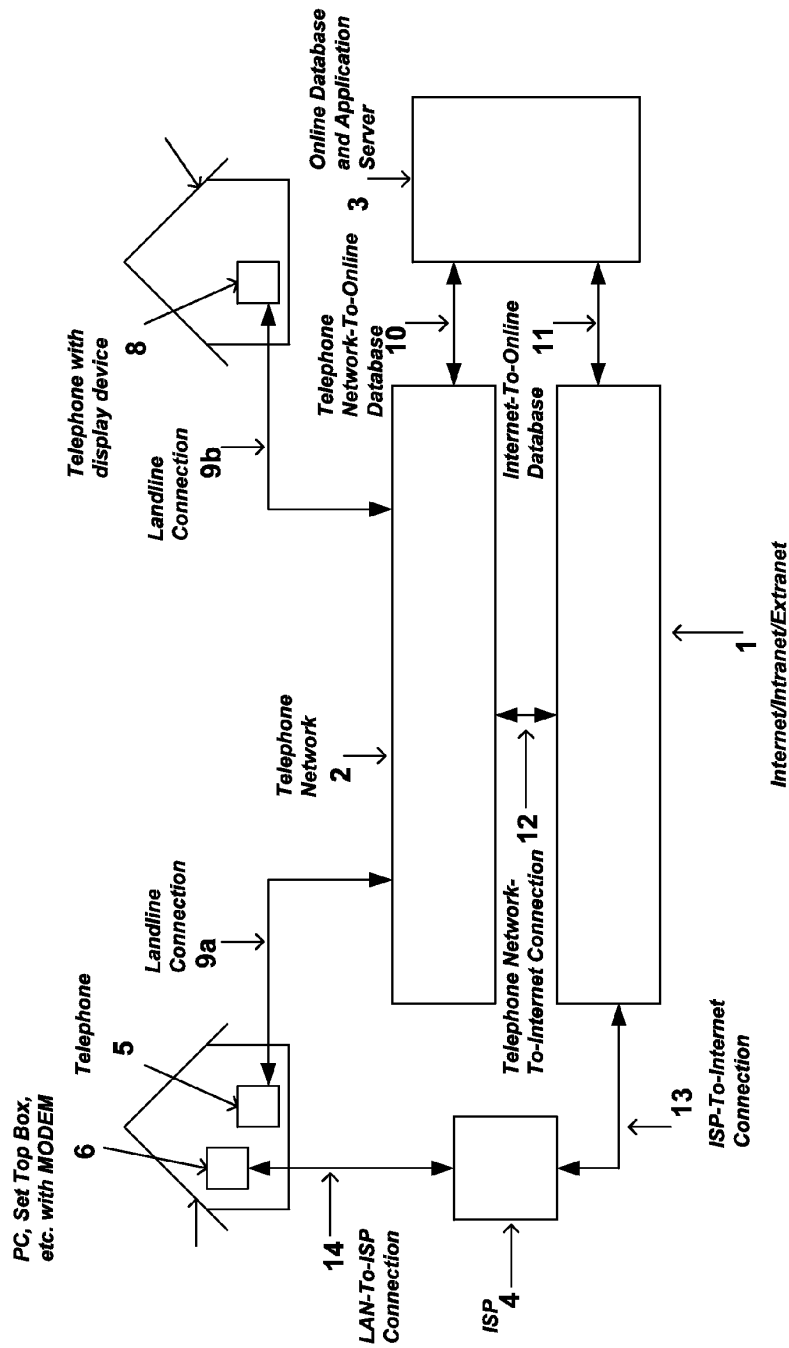 PC, Set Top Box,
etc. with MODEM
6
Telephone
5
Landline
Connection
9a
Telephone
Network
2
Landline
Connection
9b
Telephone with
display device
8
Telephone
Network-To-Online
Database
10
Online Database
and Application
Server
3
Internet-To-Online
Database
11
Telephone Network-
To-Internet Connection
12
14
LAN-To-ISP
Connection
ISP
4
13
ISP-To-Internet
Connection
1
Internet/Intranet/Extranet